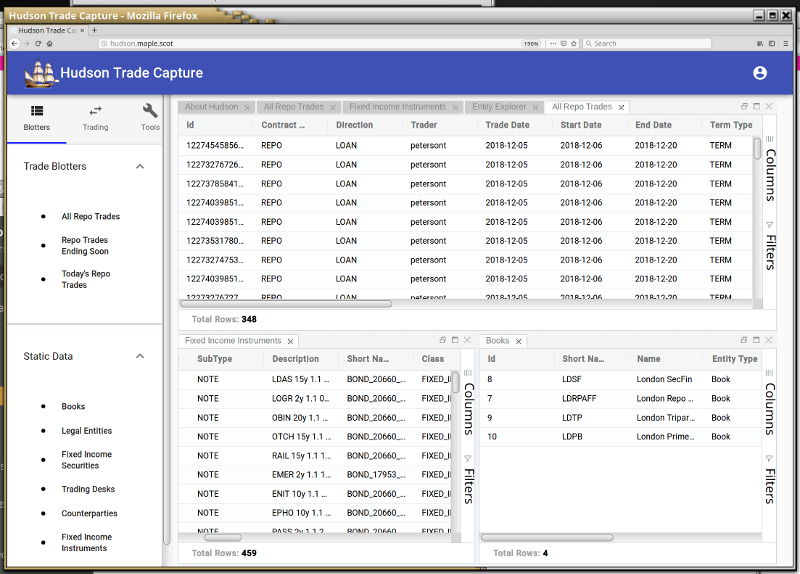 Hudson Trade Capture - Mozilla Firefox
Hudson Trade Ca
hudson.maple.scot
190%
Search
Hudson Trade Capture
Blotters
Trading
Tools
Trade Blotters
All Repo Trades
Repo Trades
Ending Soon
Today's Repo
Trades
Static Data
Books
Legal Entities
Fixed Income
Securities
Trading Desks
Counterparties
Fixed Income
Instruments
About Hudson
All Repo Trades
Fixed Income Instruments
Entity Explorer
All Repo Trades
Id Contract ... Direction Trader Trade Date Start Date End Date Term Type
12274545856... REPO LOAN petersont 2018-12-05 2018-12-06 2018-12-20 TERM
12273276726... REPO LOAN petersont 2018-12-05 2018-12-06 2018-12-20 TERM
12273785841... REPO LOAN petersont 2018-12-05 2018-12-06 2018-12-20 TERM
12274039851... REPO LOAN petersont 2018-12-05 2018-12-06 2018-12-20 TERM
12274039851... REPO LOAN petersont 2018-12-05 2018-12-06 2018-12-20 TERM
12273531780... REPO LOAN petersont 2018-12-05 2018-12-06 2018-12-20 TERM
12273274753... REPO LOAN petersont 2018-12-05 2018-12-06 2018-12-20 TERM
12274039851... REPO LOAN petersont 2018-12-05 2018-12-06 2018-12-20 TERM
12273276727... REPO LOAN petersont 2018-12-05 2018-12-06 2018-12-20 TERM
Columns
Filters
Total Rows: 348
Fixed Income Instruments
SubType Description Short Na... Class
NOTE LDAS 15y 1.1 ... BOND_20660_... FIXED_I
NOTE LOGR 2y 1.1 0... BOND_20660_... FIXED_I
NOTE OBIN 20y 1.1 ... BOND_20660_... FIXED_I
NOTE OTCH 15y 1.1 ... BOND_20660_... FIXED_I
NOTE RAIL 15y 1.1 ... BOND_20660_... FIXED_I
NOTE EMER 2y 1.1 ... BOND_17953_... FIXED_I
NOTE ENIT 10y 1.1 ... BOND_20660_... FIXED_I
NOTE EPHO 10y 1.1 ... BOND_20660_... FIXED_I
NOTE PASS 2y 1.1 2... BOND_20660_... FIXED_I
Columns
Filters
Total Rows: 459
Books
Id Short Na... Name Entity Type
8 LDSF London SecFin Book
7 LDRPAFF London Repo ... Book
9 LDTP London Tripar... Book
10 LDPB London Prime... Book
Columns
Filters
Total Rows: 4